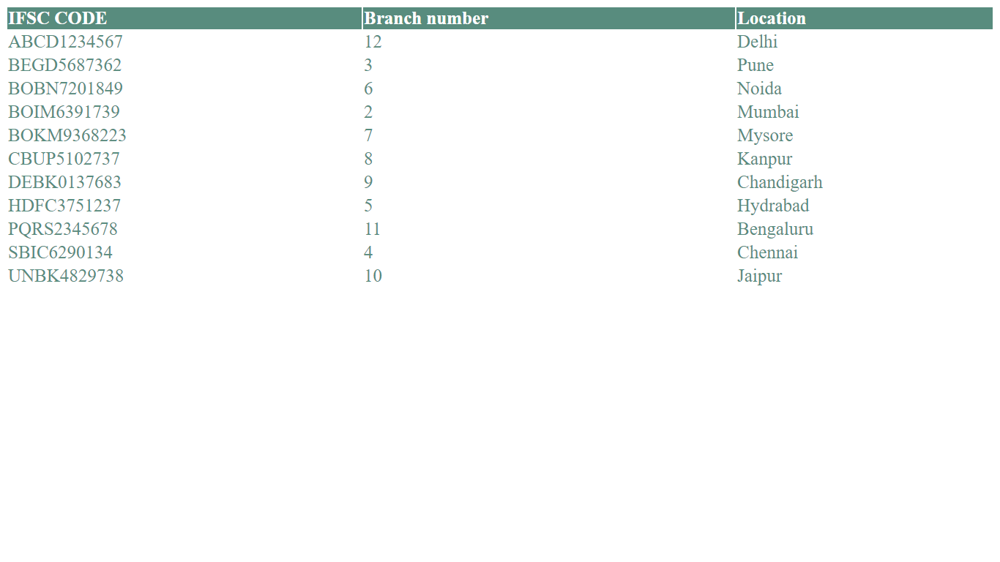 IFSC CODE Branch number Location
ABCD1234567 12 Delhi
BEGD5687362 3 Pune
BOBN7201849 6 Noida
BOIM6391739 2 Mumbai
BOKM9368223 7 Mysore
CBUP5102737 8 Kanpur
DEBK0137683 9 Chandigarh
HDFC3751237 5 Hydrabad
PQRS2345678 11 Bengaluru
SBIC6290134 4 Chennai
UNBK4829738 10 Jaipur